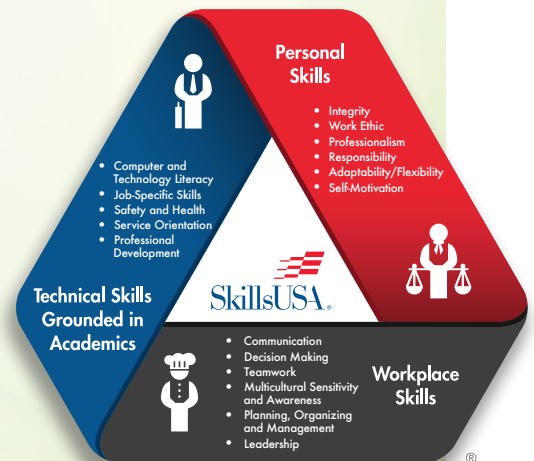 Personal
Skills
• Integrity
• Work Ethic
• Professionalism
• Responsibility
• Adaptability/Flexibility
• Self-Motivation
• Computer and
Technology Literacy
• Job-Specific Skills
• Safety and Health
• Service Orientation
• Professional
Development
Technical Skills
Grounded in
Academics
SkillsUSA®
• Communication
• Decision Making
• Teamwork
• Multicultural Sensitivity
and Awareness
• Planning, Organizing
and Management
• Leadership
Workplace
Skills
®